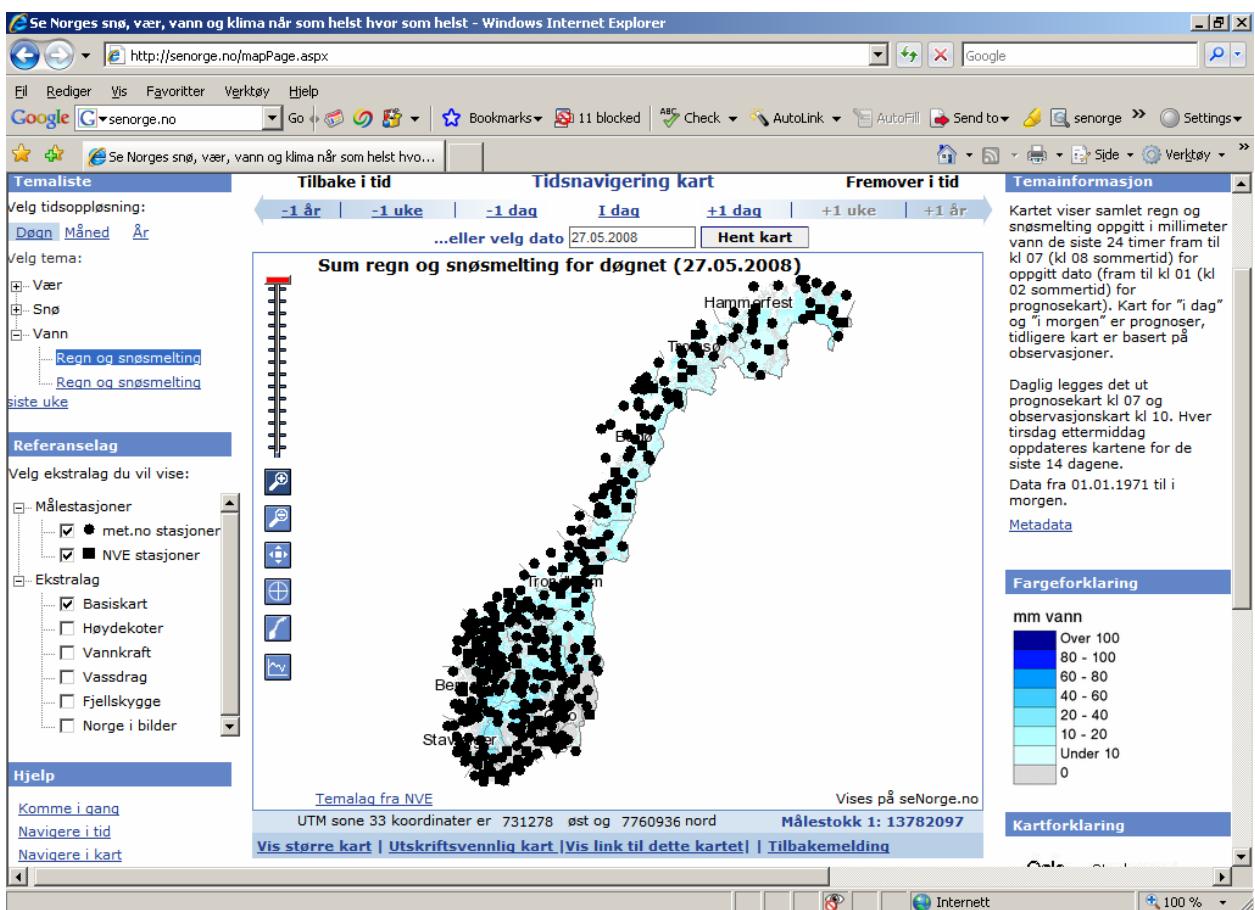 Se Norges snø, vær, vann og klima når som helst hvor som helst - Windows Internet Explorer
http://senorge.no/mapPage.aspx
Google
Fil Rediger Vis Favoritter Verktøy Hjelp
Google G senorge.no Go Bookmarks 11 blocked ABC Check AutoLink AutoFill Send to senorge Settings
Se Norges snø, vær, vann og klima når som helst hvo...
Side Verktøy
Temaliste
Velg tidsoppløsning:
Døgn Måned År
Velg tema:
Vær
Snø
Vann
Regn og snøsmelting
Regn og snøsmelting
siste uke
Referanselag
Velg ekstralag du vil vise:
Målestasjoner
met.no stasjoner
NVE stasjoner
Ekstralag
Basiskart
Høydekoter
Vannkraft
Vassdrag
Fjellskygge
Norge i bilder
Hjelp
Komme i gang
Navigere i tid
Navigere i kart
Tilbake i tid Tidsnavigering kart Fremover i tid
-1 år | -1 uke | -1 dag I dag +1 dag | +1 uke | +1 år
...eller velg dato 27.05.2008 Hent kart
Sum regn og snøsmelting for døgnet (27.05.2008)
Hammerfest
Tromsø
Trondheim
Bergen
Stavanger
Temalag fra NVE Vises på seNorge.no
UTM sone 33 koordinater er 731278 øst og 7760936 nord Målestokk 1: 13782097
Vis større kart | Utskriftsvennlig kart |Vis link til dette kartet| | Tilbakemelding
Temainformasjon
Kartet viser samlet regn og
snøsmelting oppgitt i millimeter
vann de siste 24 timer fram til
kl 07 (kl 08 sommertid) for
oppgitt dato (fram til kl 01 (kl
02 sommertid) for
prognosekart). Kart for "i dag"
og "i morgen" er prognoser,
tidligere kart er basert på
observasjoner.
Daglig legges det ut
prognosekart kl 07 og
observasjonskart kl 10. Hver
tirsdag ettermiddag
oppdateres kartene for de
siste 14 dagene.
Data fra 01.01.1971 til i
morgen.
Metadata
Fargeforklaring
mm vann
Over 100
80 - 100
60 - 80
40 - 60
20 - 40
10 - 20
Under 10
0
Kartforklaring
Internett 100 %